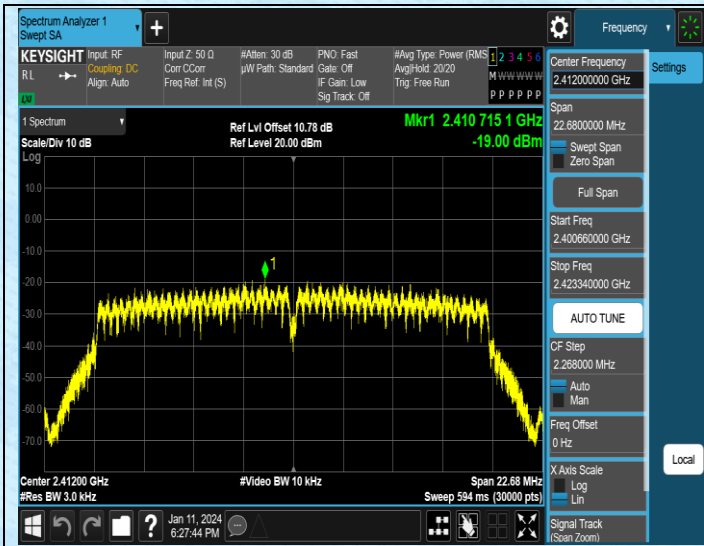 Spectrum Analyzer 1
Swept SA
+
Frequency
KEYSIGHT
RL
LXI
Input: RF
Coupling: DC
Align: Auto
Input Z: 50 Ω
Corr CCorr
Freq Ref: Int (S)
#Atten: 30 dB
µW Path: Standard
PNO: Fast
Gate: Off
IF Gain: Low
Sig Track: Off
#Avg Type: Power (RMS
Avg|Hold: 20/20
Trig: Free Run
1 2 3 4 5 6
M W W W W W
P P P P P P
1 Spectrum
Scale/Div 10 dB
Ref Lvl Offset 10.78 dB
Ref Level 20.00 dBm
Mkr1 2.410 715 1 GHz
-19.00 dBm
Log
10.0
0.00
-10.0
-20.0
-30.0
-40.0
-50.0
-60.0
-70.0
1
Center 2.41200 GHz
#Res BW 3.0 kHz
#Video BW 10 kHz
Span 22.68 MHz
Sweep 594 ms (30000 pts)
Center Frequency
2.412000000 GHz
Span
22.6800000 MHz
Swept Span
Zero Span
Full Span
Start Freq
2.400660000 GHz
Stop Freq
2.423340000 GHz
AUTO TUNE
CF Step
2.268000 MHz
Auto
Man
Freq Offset
0 Hz
X Axis Scale
Log
Lin
Signal Track
(Span Zoom)
Settings
Local
?
Jan 11, 2024
6:27:44 PM